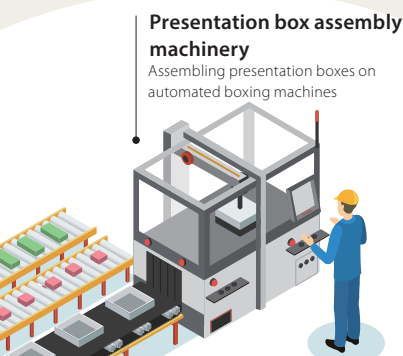 Presentation box assembly
machinery
Assembling presentation boxes on
automated boxing machines